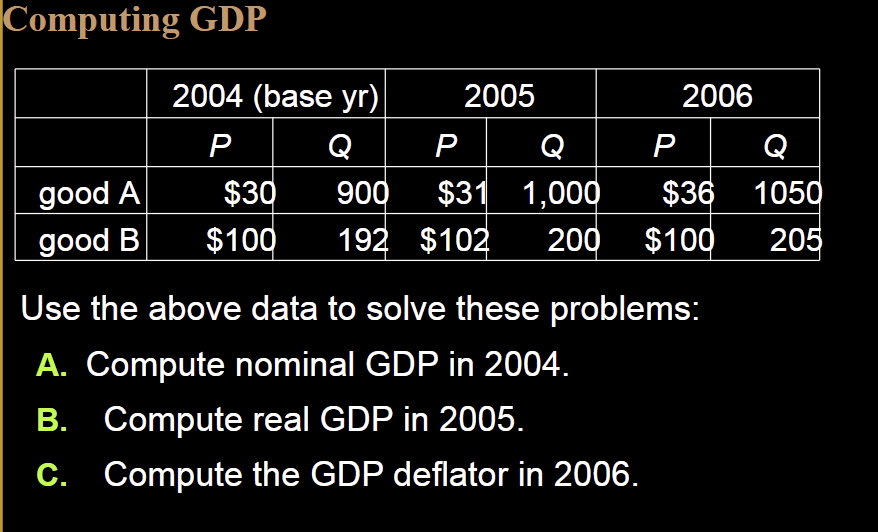 Computing GDP
2004 (base yr) 2005 2006
P Q P Q P Q
good A $30 900 $31 1,000 $36 1050
good B $100 192 $102 200 $100 205
Use the above data to solve these problems:
A. Compute nominal GDP in 2004.
B. Compute real GDP in 2005.
C. Compute the GDP deflator in 2006.